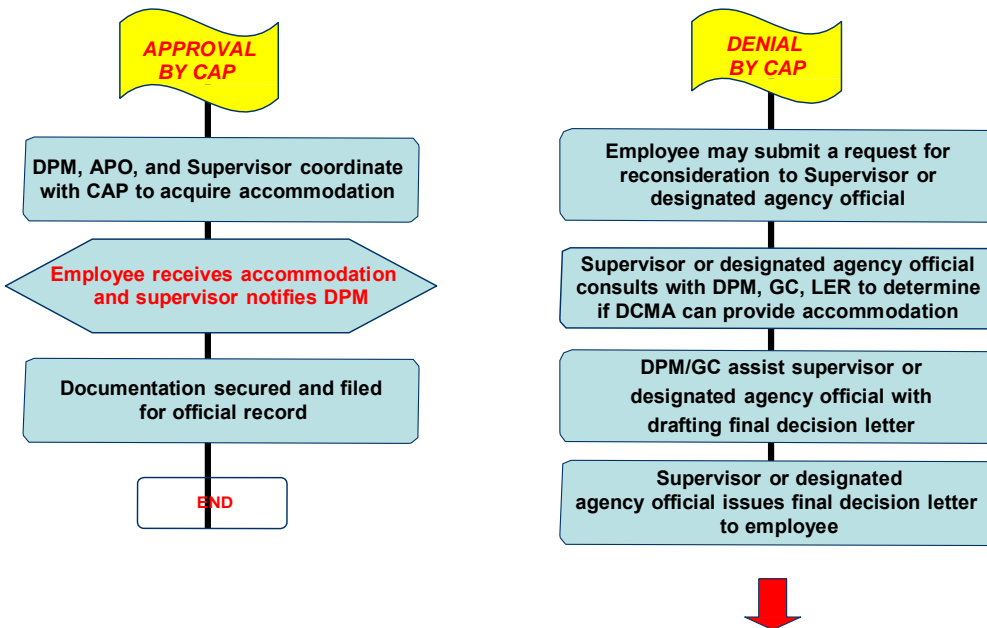 APPROVAL
BY CAP
DPM, APO, and Supervisor coordinate
with CAP to acquire accommodation
Employee receives accommodation
and supervisor notifies DPM
Documentation secured and filed
for official record
END
DENIAL
BY CAP
Employee may submit a request for
reconsideration to Supervisor or
designated agency official
Supervisor or designated agency official
consults with DPM, GC, LER to determine
if DCMA can provide accommodation
DPM/GC assist supervisor or
designated agency official with
drafting final decision letter
Supervisor or designated
agency official issues final decision letter
to employee